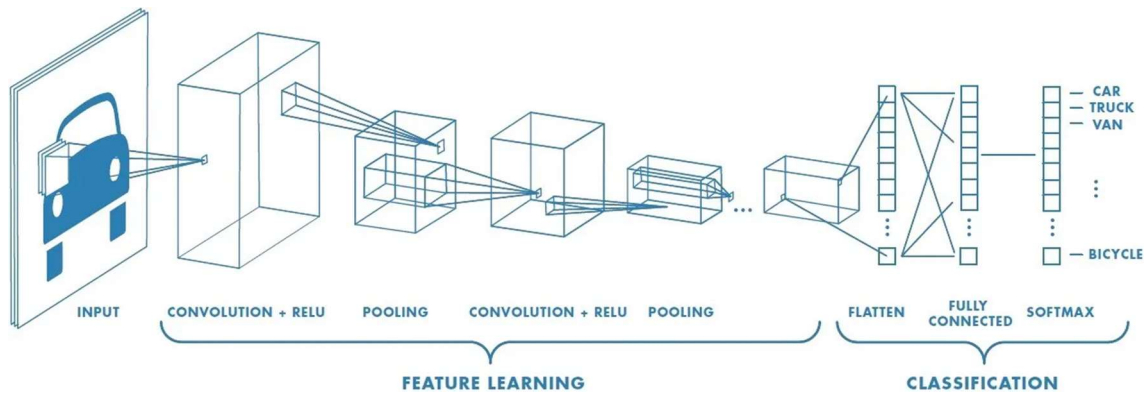 CAR
TRUCK
VAN
BICYCLE
INPUT
CONVOLUTION + RELU
POOLING
CONVOLUTION + RELU
POOLING
FLATTEN
FULLY
CONNECTED
SOFTMAX
FEATURE LEARNING
CLASSIFICATION